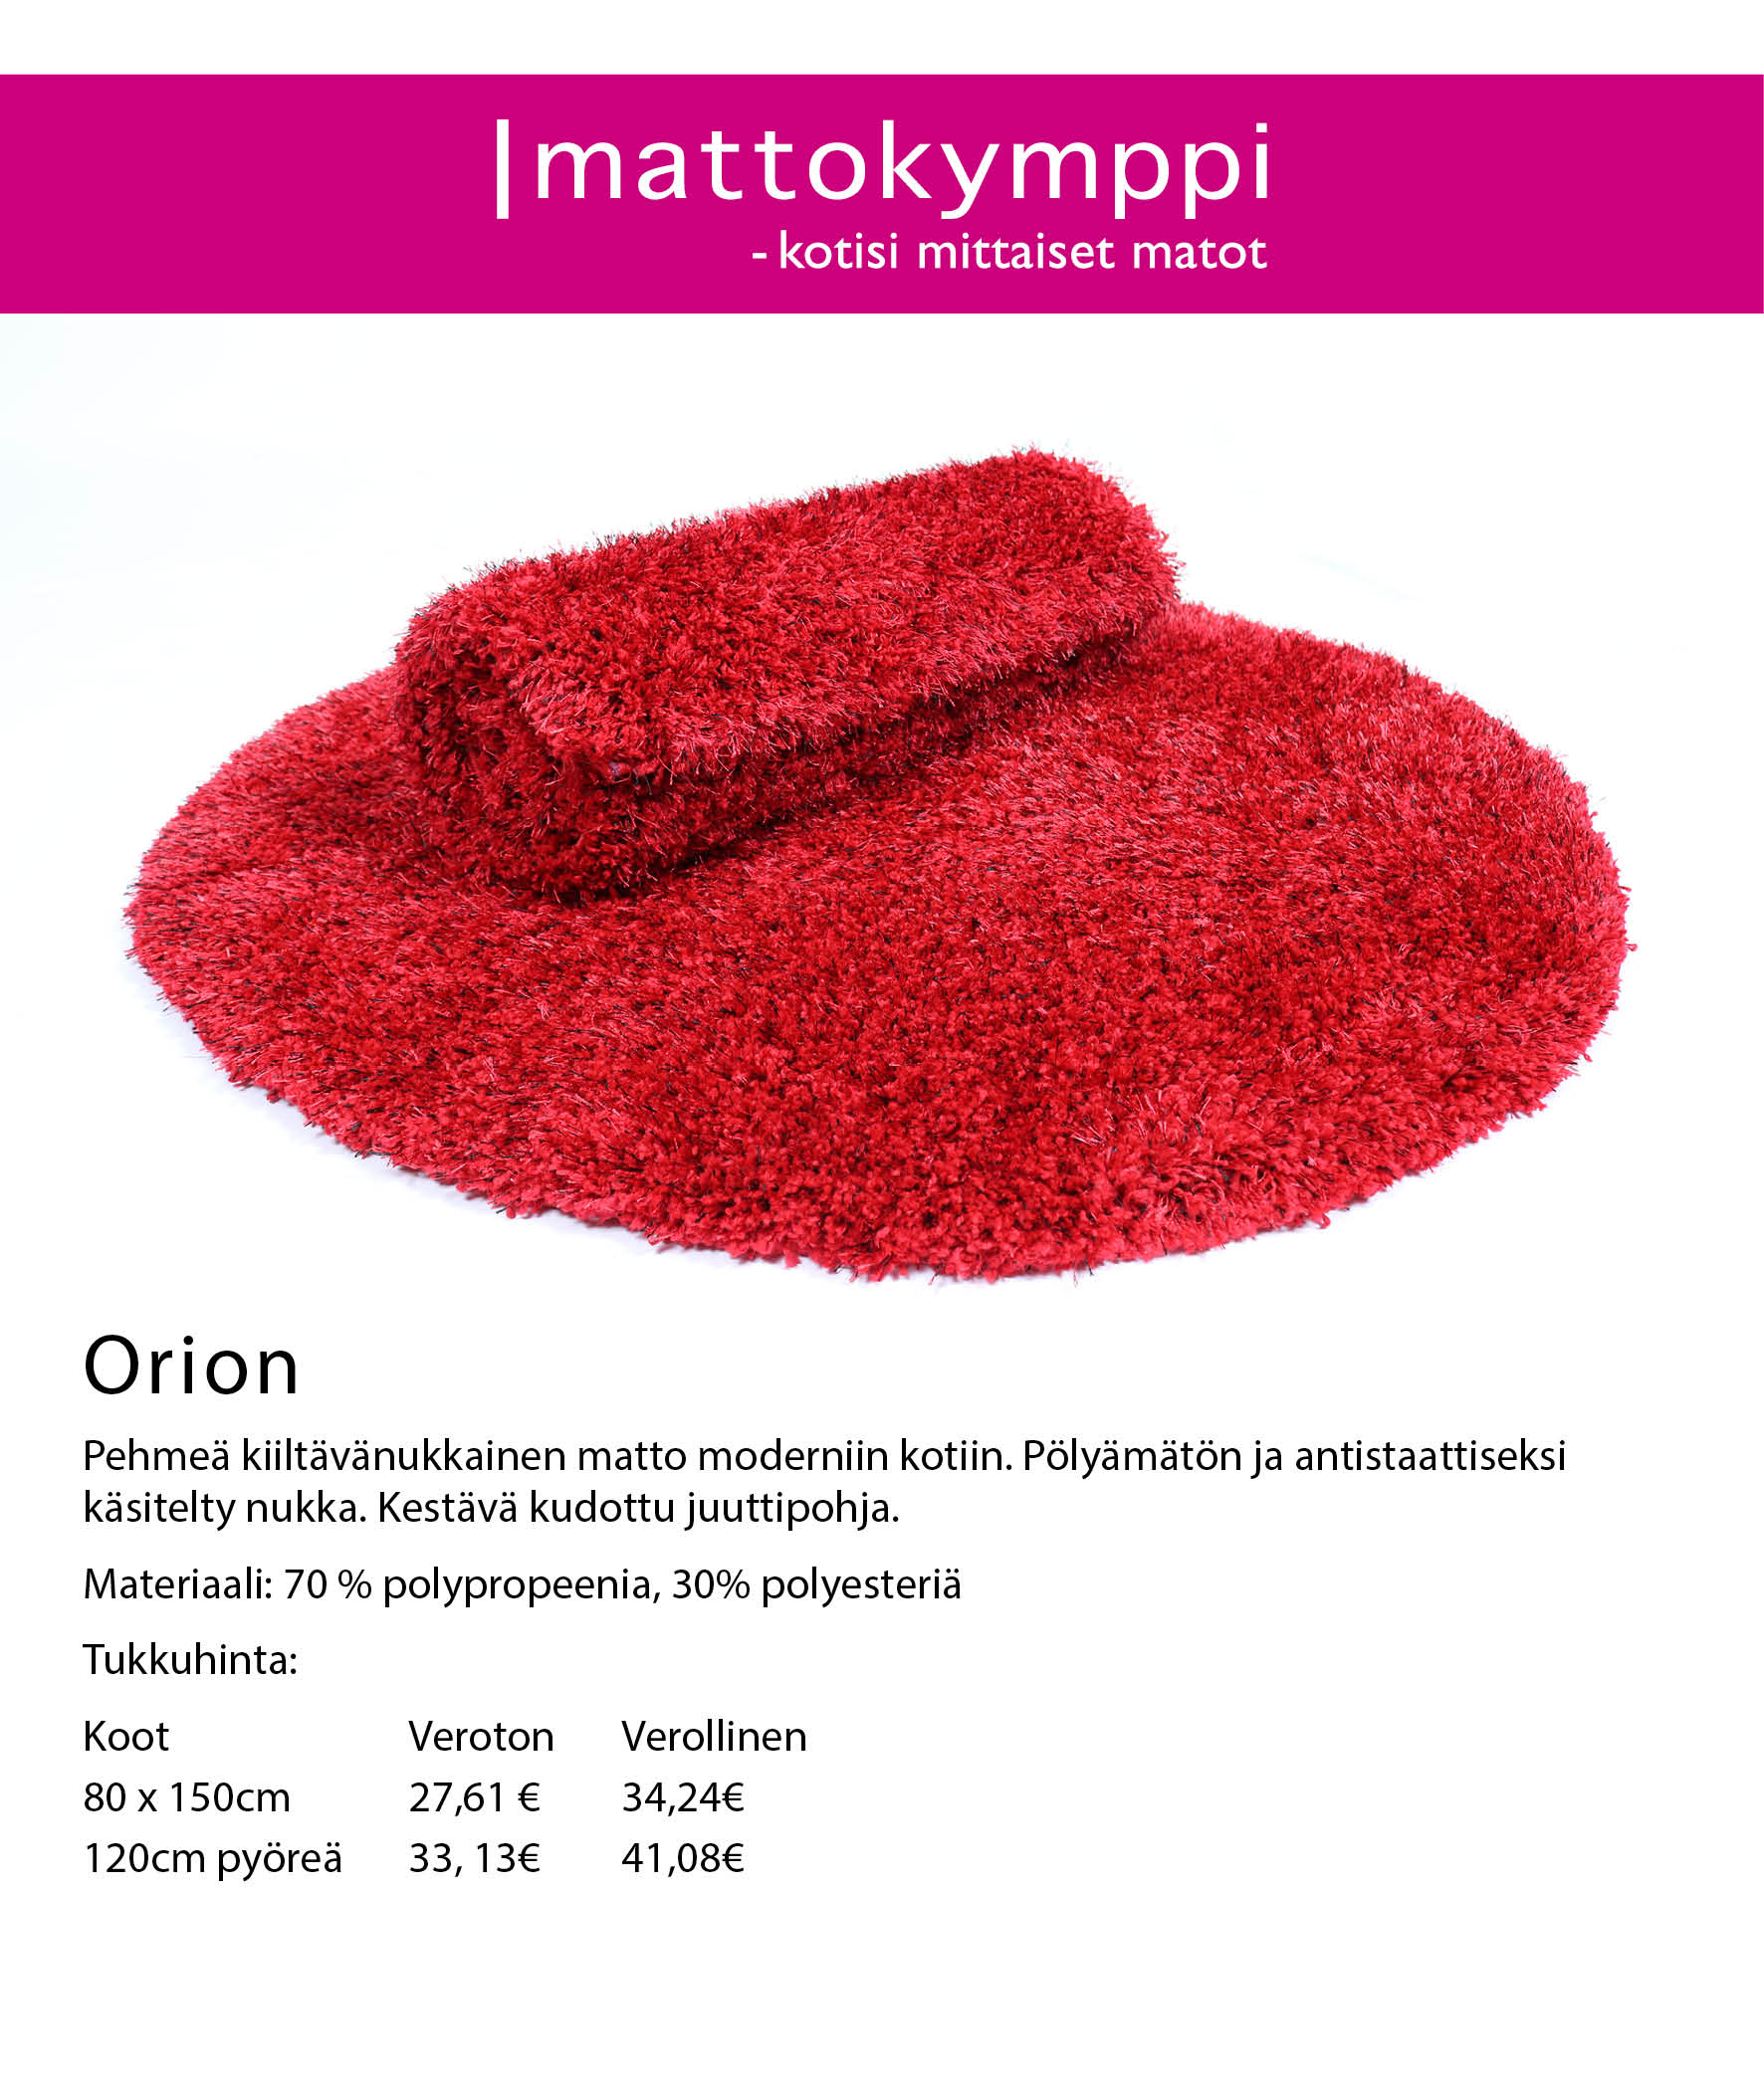 |mattokymppi
- kotisi mittaiset matot
Orion
Pehmeä kiiltävänukkainen matto moderniin kotiin. Pölyämätön ja antistaattiseksi
käsitelty nukka. Kestävä kudottu juuttipohja.
Materiaali: 70 % polypropeenia, 30% polyesteriä
Tukkuhinta:
Koot Veroton Verollinen
80 x 150cm 27,61 € 34,24€
120cm pyöreä 33, 13€ 41,08€